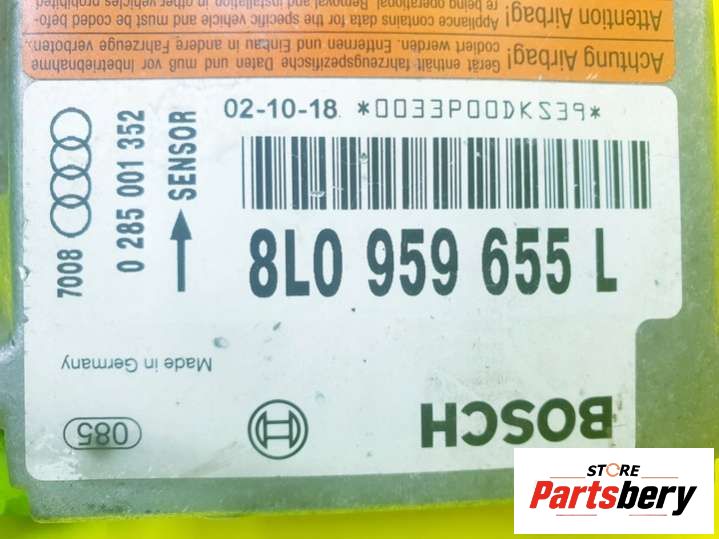 re being operational. Removal and installation in other vehicles prohibited
Appliance contains data for the specific vehicle and must be coded befo-
Attention Airbag!
codiert werden. Entfernen und Einbau in andere Fahrzeuge verboten.
Gerät enthält fahrzeugspezifische Daten und muß vor Inbetriebnahme
Achtung Airbag!
02-10-18 *0033P00DKS39*
8L0 959 655 L
7008
0 285 001 352
SENSOR
Made in Germany
085
BOSCH
STORE
Partsbery